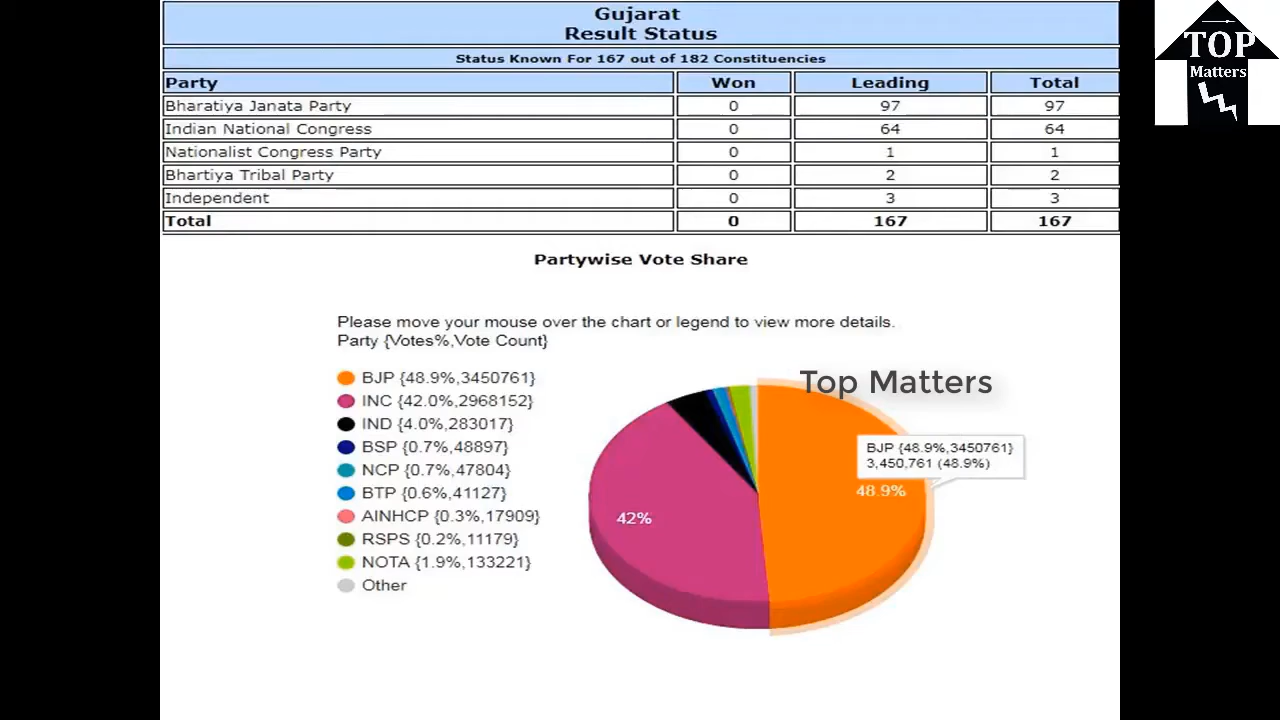 Gujarat
Result Status
Status Known For 167 out of 182 Constituencies
Party Won Leading Total
Bharatiya Janata Party 0 97 97
Indian National Congress 0 64 64
Nationalist Congress Party 0 1 1
Bhartiya Tribal Party 0 2 2
Independent 0 3 3
Total 0 167 167
TOP
Matters
Partywise Vote Share
Please move your mouse over the chart or legend to view more details.
Party {Votes%,Vote Count}
Top Matters
BJP {48.9%,3450761}
INC {42.0%,2968152}
IND {4.0%,283017}
BSP {0.7%,48897}
NCP {0.7%,47804}
BTP {0.6%,41127}
AINHCP {0.3%,17909}
RSPS {0.2%,11179}
NOTA {1.9%,133221}
Other
BJP {48.9%,3450761}
3,450,761 (48.9%)
48.9%
42%